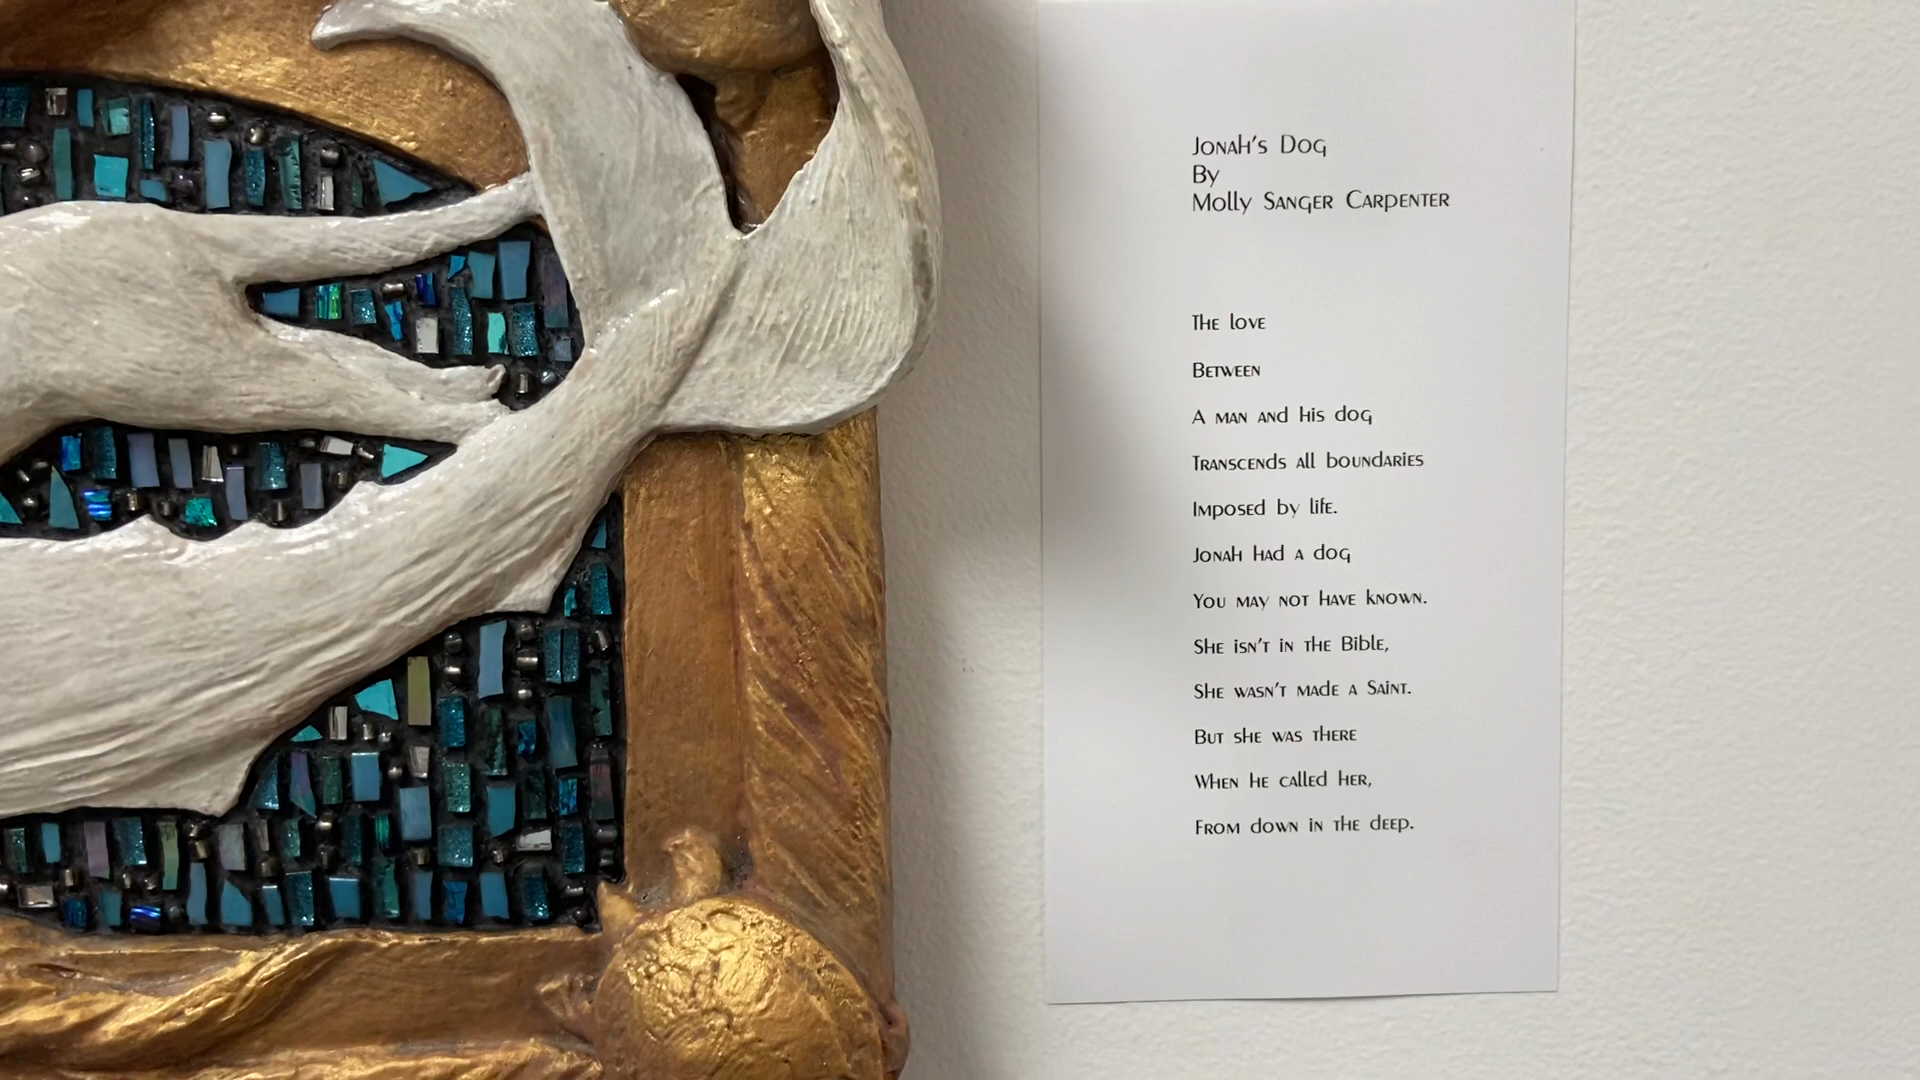 Jonah's Dog
By
Molly Sanger Carpenter
The love
Between
A man and his dog
Transcends all boundaries
Imposed by life.
Jonah had a dog
You may not have known.
She isn't in the Bible,
She wasn't made a Saint.
But she was there
When he called her,
From down in the deep.